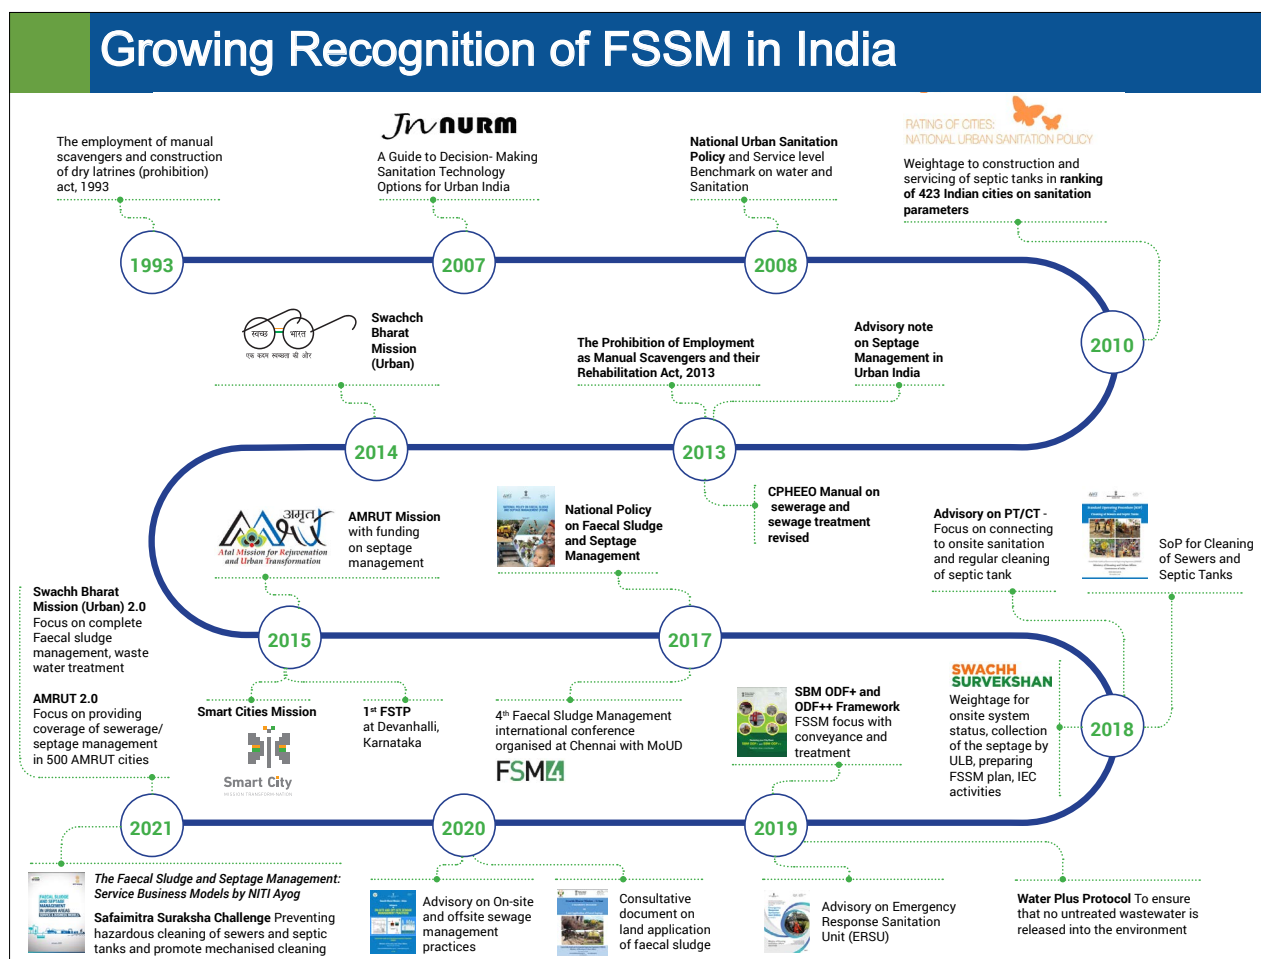 Growing Recognition of FSSM in India
The employment of manual
scavengers and construction
of dry latrines (prohibition)
act, 1993
Jn NURM
A Guide to Decision- Making
Sanitation Technology
Options for Urban India
National Urban Sanitation
Policy and Service level
Benchmark on water and
Sanitation
RATING OF CITIES:
NATIONAL URBAN SANITATION POLICY
Weightage to construction and
servicing of septic tanks in ranking
of 423 Indian cities on sanitation
parameters
1993
2007
2008
2010
स्वच्छ भारत
एक कदम स्वच्छता की ओर
Swachch
Bharat
Mission
(Urban)
The Prohibition of Employment
as Manual Scavengers and their
Rehabilitation Act, 2013
Advisory note
on Septage
Management in
Urban India
2014
2013
CPHEEO Manual on
sewerage and
sewage treatment
revised
अमृत
Atal Mission for Rejuvenation
and Urban Transformation
AMRUT Mission
with funding
on septage
management
National Policy
on Faecal Sludge
and Septage
Management
Advisory on PT/CT -
Focus on connecting
to onsite sanitation
and regular cleaning
of septic tank
SoP for Cleaning
of Sewers and
Septic Tanks
2015
2017
2018
Swachh Bharat
Mission (Urban) 2.0
Focus on complete
Faecal sludge
management, waste
water treatment
AMRUT 2.0
Focus on providing
coverage of sewerage/
septage management
in 500 AMRUT cities
Smart Cities Mission
Smart City
MISSION TRANSFORMATION
1st FSTP
at Devanhalli,
Karnataka
4th Faecal Sludge Management
international conference
organised at Chennai with MoUD
FSM4
SBM ODF+ and
ODF++ Framework
FSSM focus with
conveyance and
treatment
SWACHH
SURVEKSHAN
Weightage for
onsite system
status, collection
of the septage by
ULB, preparing
FSSM plan, IEC
activities
2021
2020
2019
FAECAL SLUDGE
AND SEPTAGE
MANAGEMENT
IN URBAN AREAS
The Faecal Sludge and Septage Management:
Service Business Models by NITI Ayog
Safaimitra Suraksha Challenge Preventing
hazardous cleaning of sewers and septic
tanks and promote mechanised cleaning
Advisory on On-site
and offsite sewage
management
practices
Consultative
document on
land application
of faecal sludge
Advisory on Emergency
Response Sanitation
Unit (ERSU)
Water Plus Protocol To ensure
that no untreated wastewater is
released into the environment